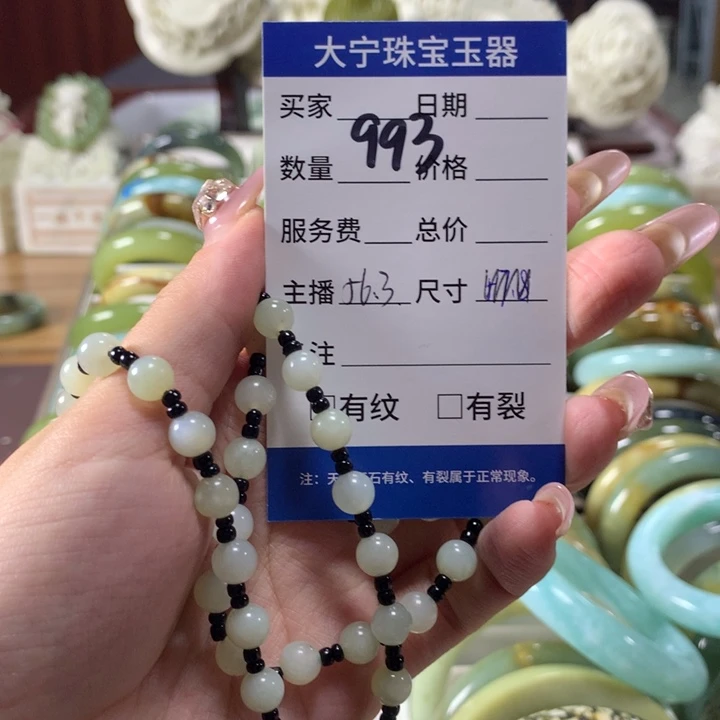 大宁珠宝玉器
买家 日期
993
数量 价格
服务费 总价
主播 56.3 尺寸
注
□有纹 □有裂
注：天 石有纹、有裂属于正常现象。